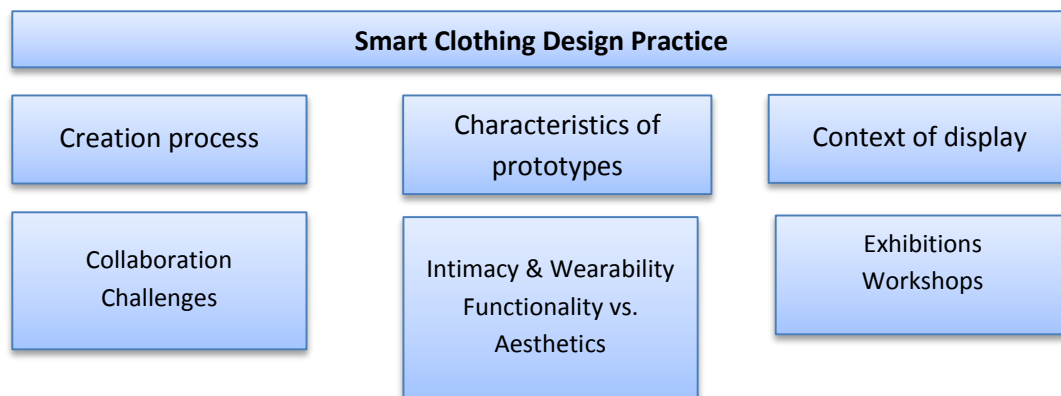 Smart Clothing Design Practice
Creation process
Characteristics of
prototypes
Context of display
Collaboration
Challenges
Intimacy & Wearability
Functionality vs.
Aesthetics
Exhibitions
Workshops